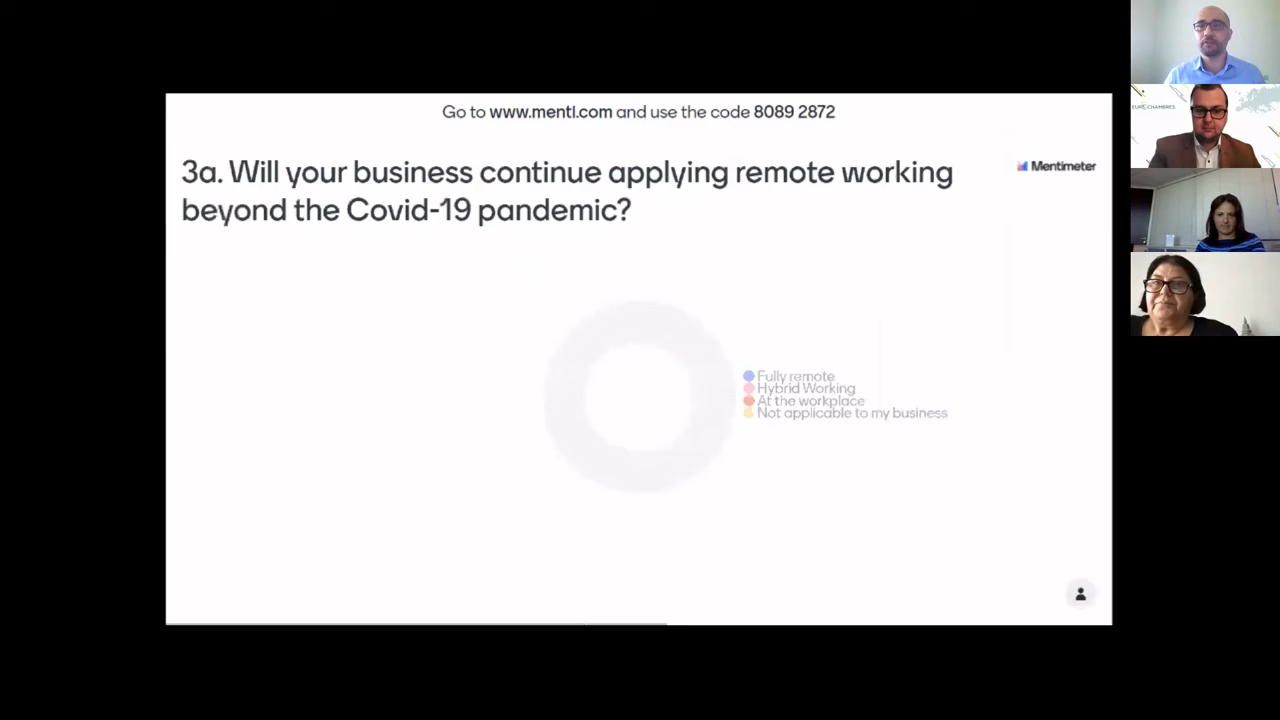 Go to www.menti.com and use the code 8089 2872
3a. Will your business continue applying remote working
beyond the Covid-19 pandemic?
Mentimeter
Fully remote
Hybrid Working
At the workplace
Not applicable to my business
EUROCHAMBRES